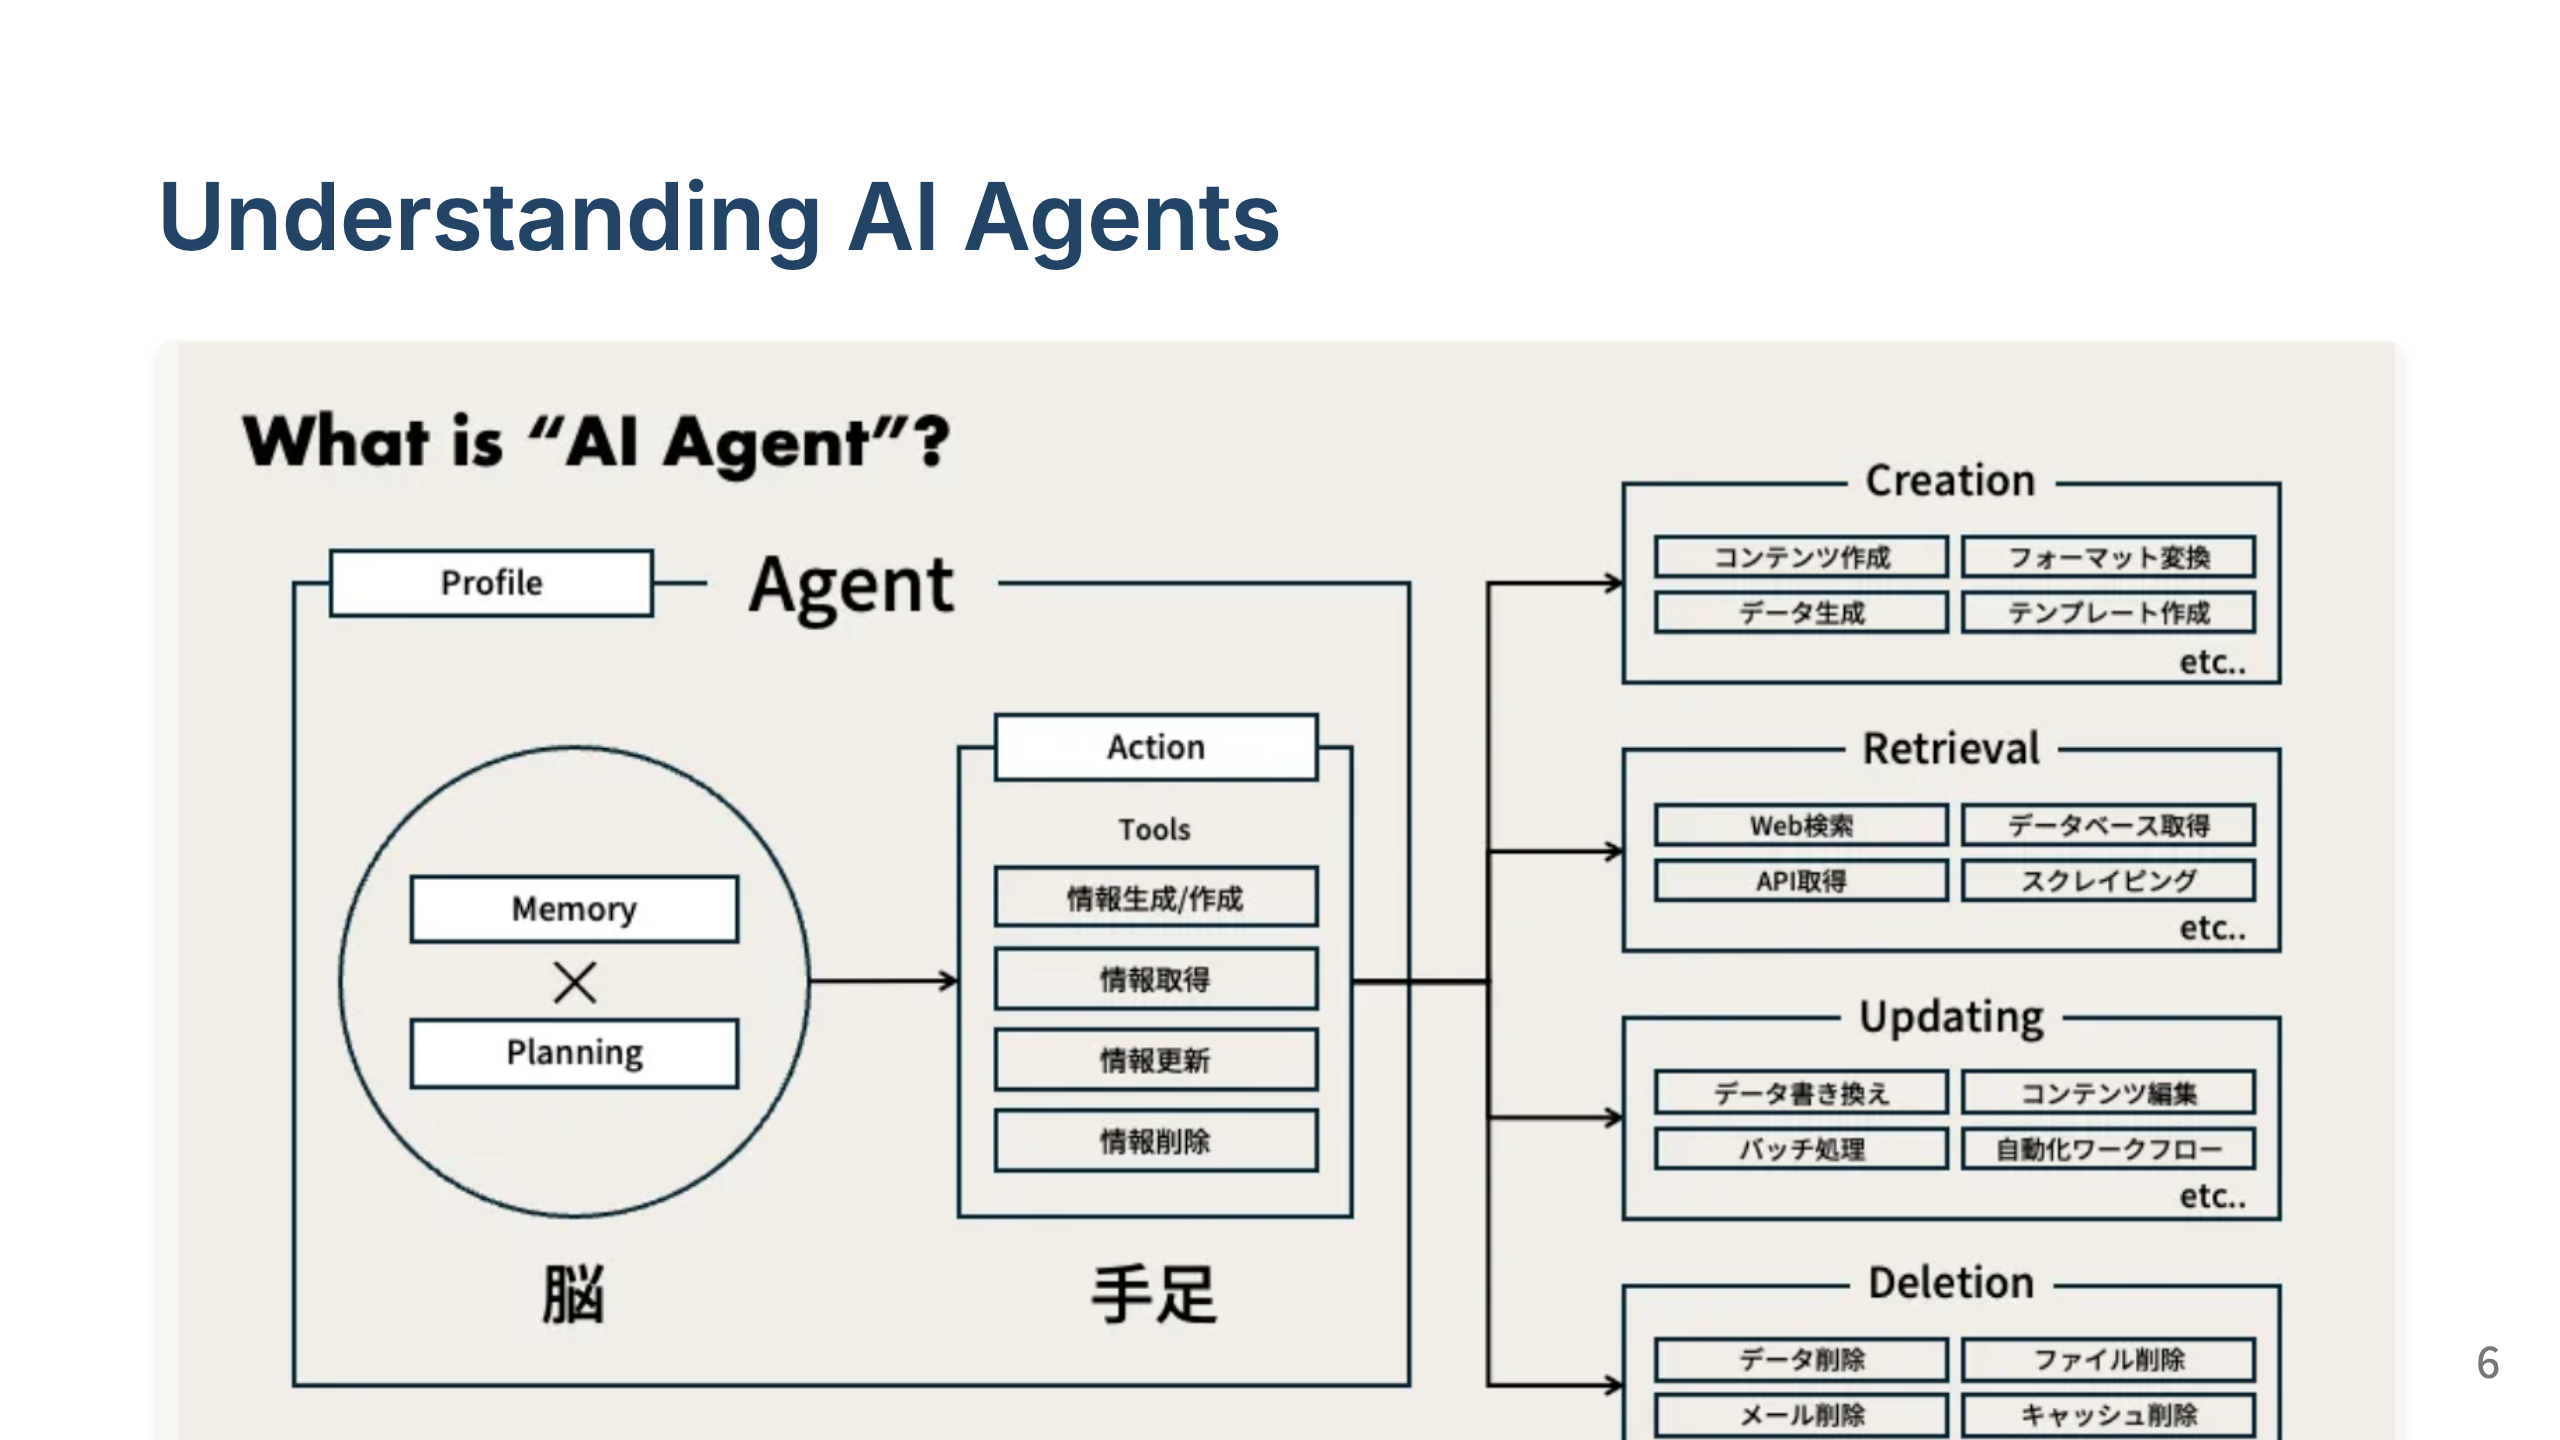 Understanding AI Agents
What is “AI Agent”?
Profile
Agent
Memory
×
Planning
脳
Action
Tools
情報生成/作成
情報取得
情報更新
情報削除
手足
Creation
コンテンツ作成 フォーマット変換
データ生成 テンプレート作成
etc..
Retrieval
Web検索 データベース取得
API取得 スクレイピング
etc..
Updating
データ書き換え コンテンツ編集
バッチ処理 自動化ワークフロー
etc..
Deletion
データ削除 ファイル削除
メール削除 キャッシュ削除
6